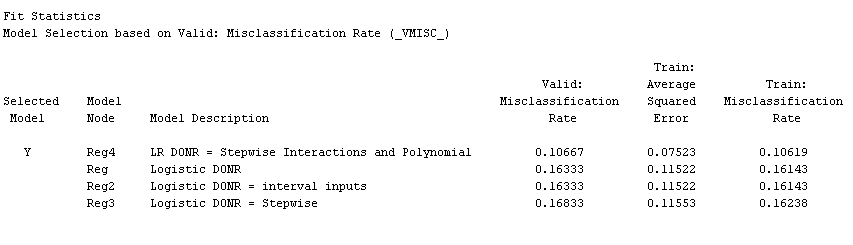 Fit Statistics
Model Selection based on Valid: Misclassification Rate (_VMISC_)
Train:
Valid: Average Train:
Selected Model Misclassification Squared Misclassification
Model Node Model Description Rate Error Rate
Y Reg4 LR DONR = Stepwise Interactions and Polynomial 0.10667 0.07523 0.10619
Reg Logistic DONR 0.16333 0.11522 0.16143
Reg2 Logistic DONR = interval inputs 0.16333 0.11522 0.16143
Reg3 Logistic DONR = Stepwise 0.16833 0.11553 0.16238